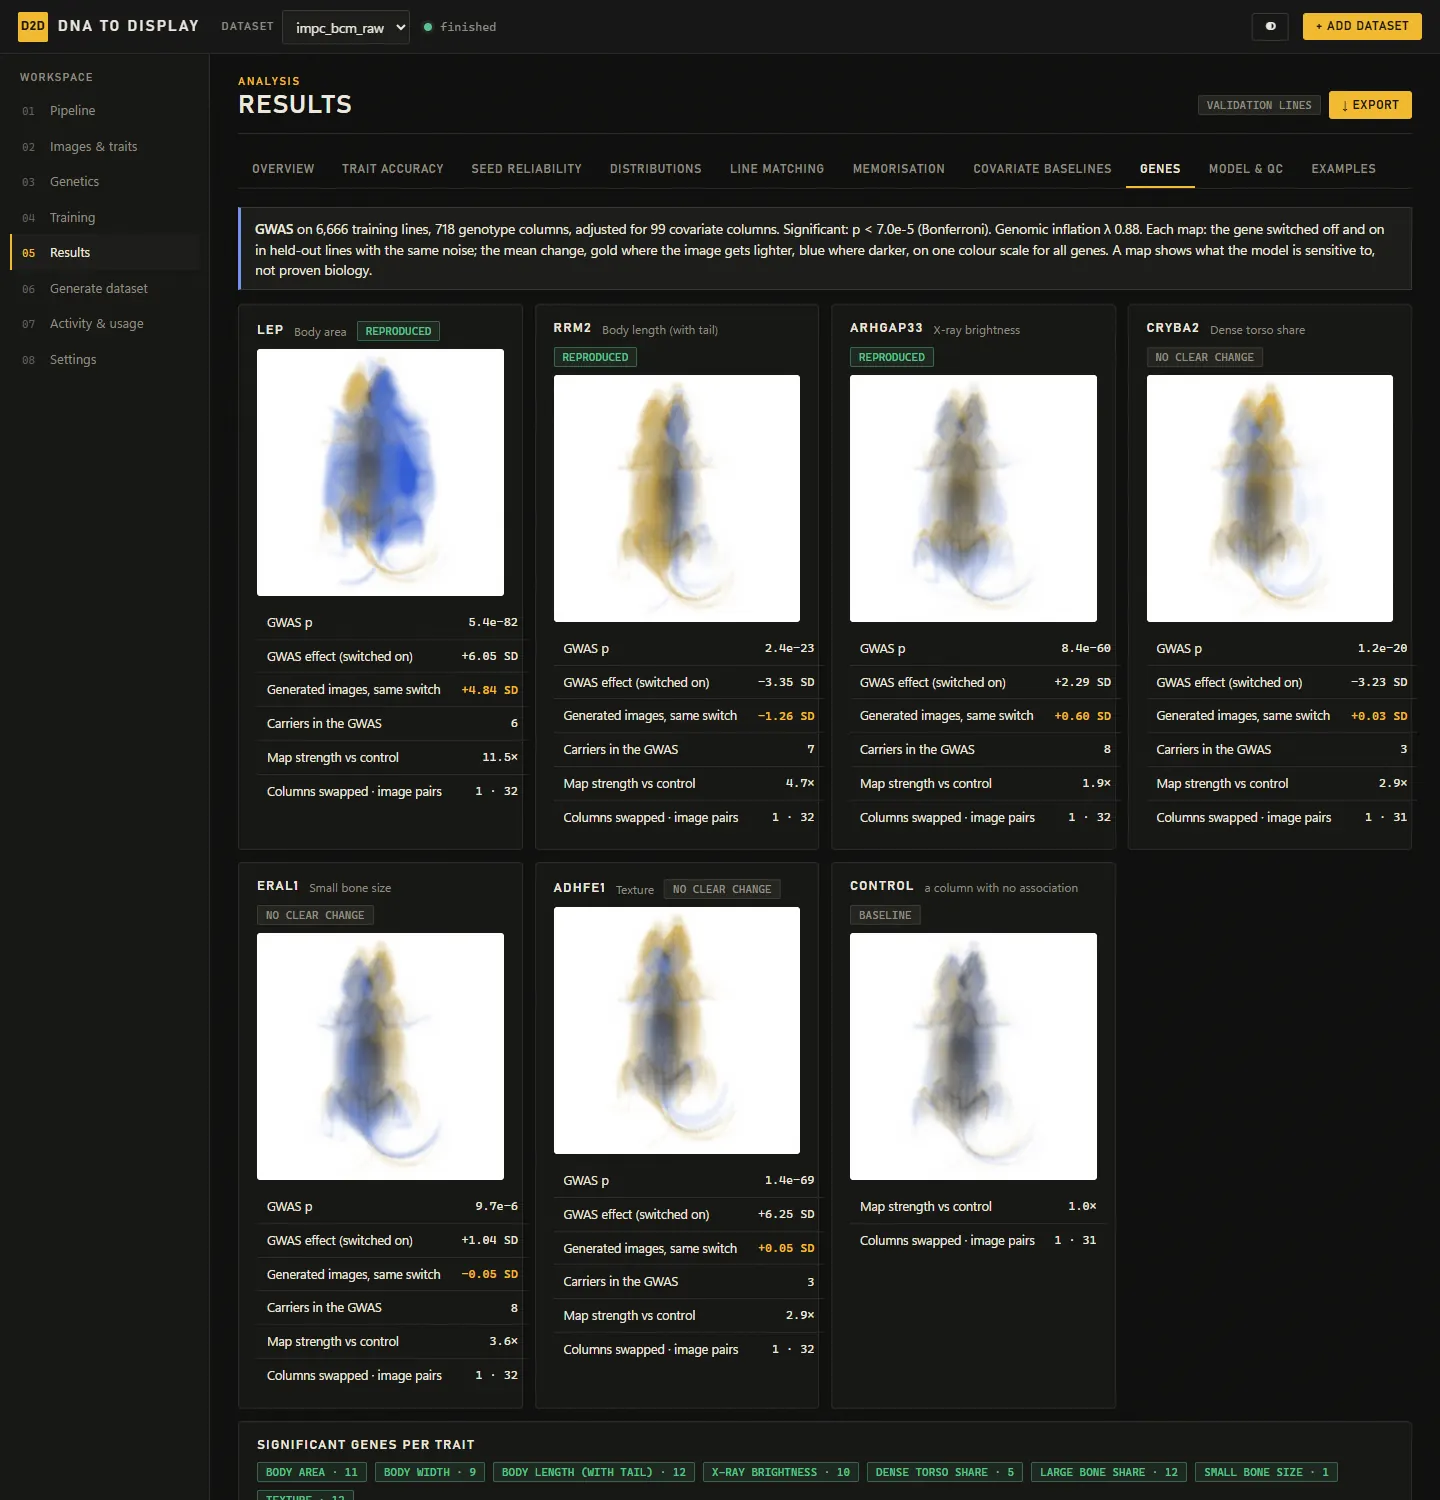 D2D DNA TO DISPLAY DATASET impc_bcm_raw finished + ADD DATASET
WORKSPACE
01 Pipeline
02 Images & traits
03 Genetics
04 Training
05 Results
06 Generate dataset
07 Activity & usage
08 Settings
ANALYSIS
RESULTS
VALIDATION LINES ↓ EXPORT
OVERVIEW TRAIT ACCURACY SEED RELIABILITY DISTRIBUTIONS LINE MATCHING MEMORISATION COVARIATE BASELINES GENES MODEL & QC EXAMPLES
GWAS on 6,666 training lines, 718 genotype columns, adjusted for 99 covariate columns. Significant: p < 7.0e-5 (Bonferroni). Genomic inflation λ 0.88. Each map: the gene switched off and on
in held-out lines with the same noise; the mean change, gold where the image gets lighter, blue where darker, on one colour scale for all genes. A map shows what the model is sensitive to,
not proven biology.
LEP Body area REPRODUCED
GWAS p 5.4e−82
GWAS effect (switched on) +6.05 SD
Generated images, same switch +4.84 SD
Carriers in the GWAS 6
Map strength vs control 11.5×
Columns swapped · image pairs 1 · 32
RRM2 Body length (with tail)
REPRODUCED
GWAS p 2.4e−23
GWAS effect (switched on) −3.35 SD
Generated images, same switch −1.26 SD
Carriers in the GWAS 7
Map strength vs control 4.7×
Columns swapped · image pairs 1 · 32
ARHGAP33 X-ray brightness
REPRODUCED
GWAS p 8.4e−60
GWAS effect (switched on) +2.29 SD
Generated images, same switch +0.60 SD
Carriers in the GWAS 8
Map strength vs control 1.9×
Columns swapped · image pairs 1 · 32
CRYBA2 Dense torso share
NO CLEAR CHANGE
GWAS p 1.2e−20
GWAS effect (switched on) −3.23 SD
Generated images, same switch +0.03 SD
Carriers in the GWAS 3
Map strength vs control 2.9×
Columns swapped · image pairs 1 · 31
ERAL1 Small bone size
NO CLEAR CHANGE
GWAS p 9.7e−6
GWAS effect (switched on) +1.04 SD
Generated images, same switch −0.05 SD
Carriers in the GWAS 8
Map strength vs control 3.6×
Columns swapped · image pairs 1 · 32
ADHFE1 Texture NO CLEAR CHANGE
GWAS p 1.4e−69
GWAS effect (switched on) +6.25 SD
Generated images, same switch +0.05 SD
Carriers in the GWAS 3
Map strength vs control 2.9×
Columns swapped · image pairs 1 · 32
CONTROL a column with no association
BASELINE
Map strength vs control 1.0×
Columns swapped · image pairs 1 · 31
SIGNIFICANT GENES PER TRAIT
BODY AREA · 11 BODY WIDTH · 9 BODY LENGTH (WITH TAIL) · 12 X-RAY BRIGHTNESS · 10 DENSE TORSO SHARE · 5 LARGE BONE SHARE · 12 SMALL BONE SIZE · 1
TEXTURE · 12